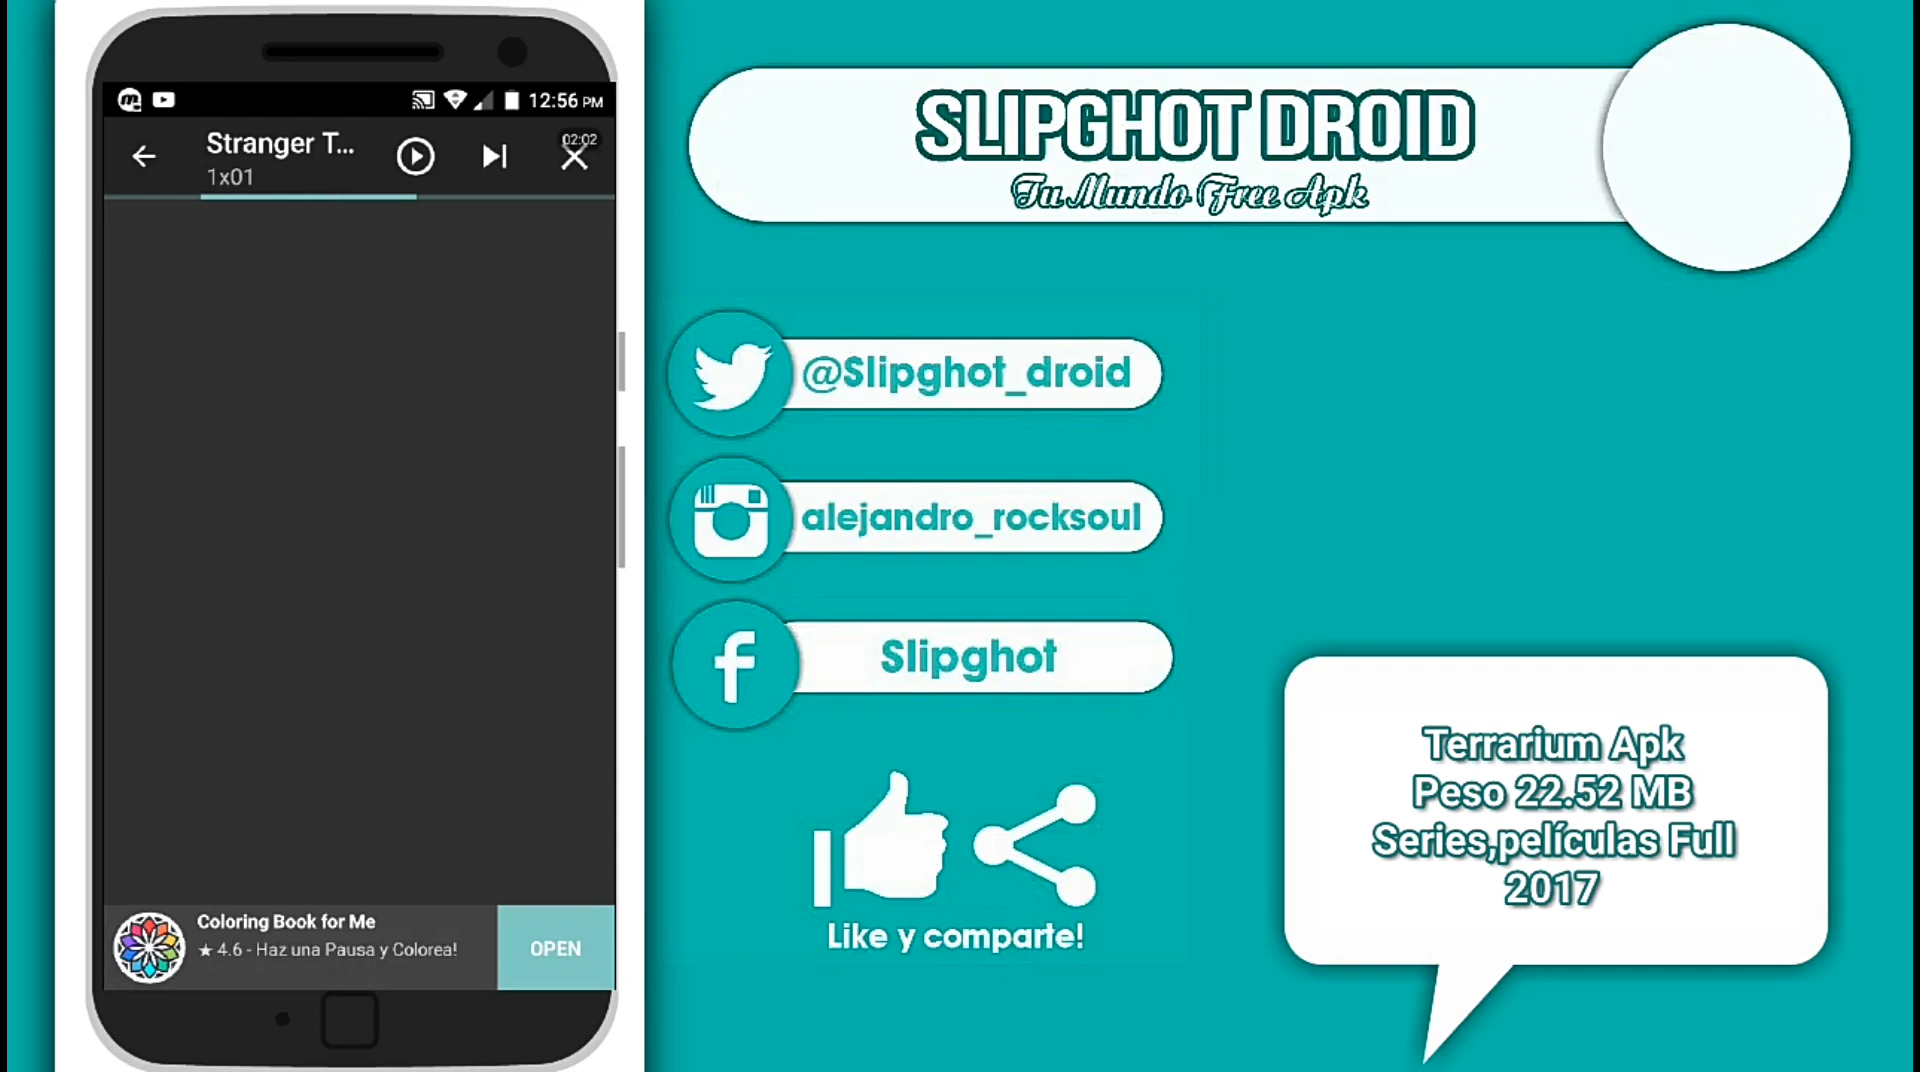 12:56 PM
Stranger T...
1x01
02:02
Coloring Book for Me
★ 4.6 - Haz una Pausa y Colorea!
OPEN
SLIPGHOT DROID
Tu Mundo Free Apk
@Slipghot_droid
alejandro_rocksoul
Slipghot
Like y comparte!
Terrarium Apk
Peso 22.52 MB
Series,películas Full
2017